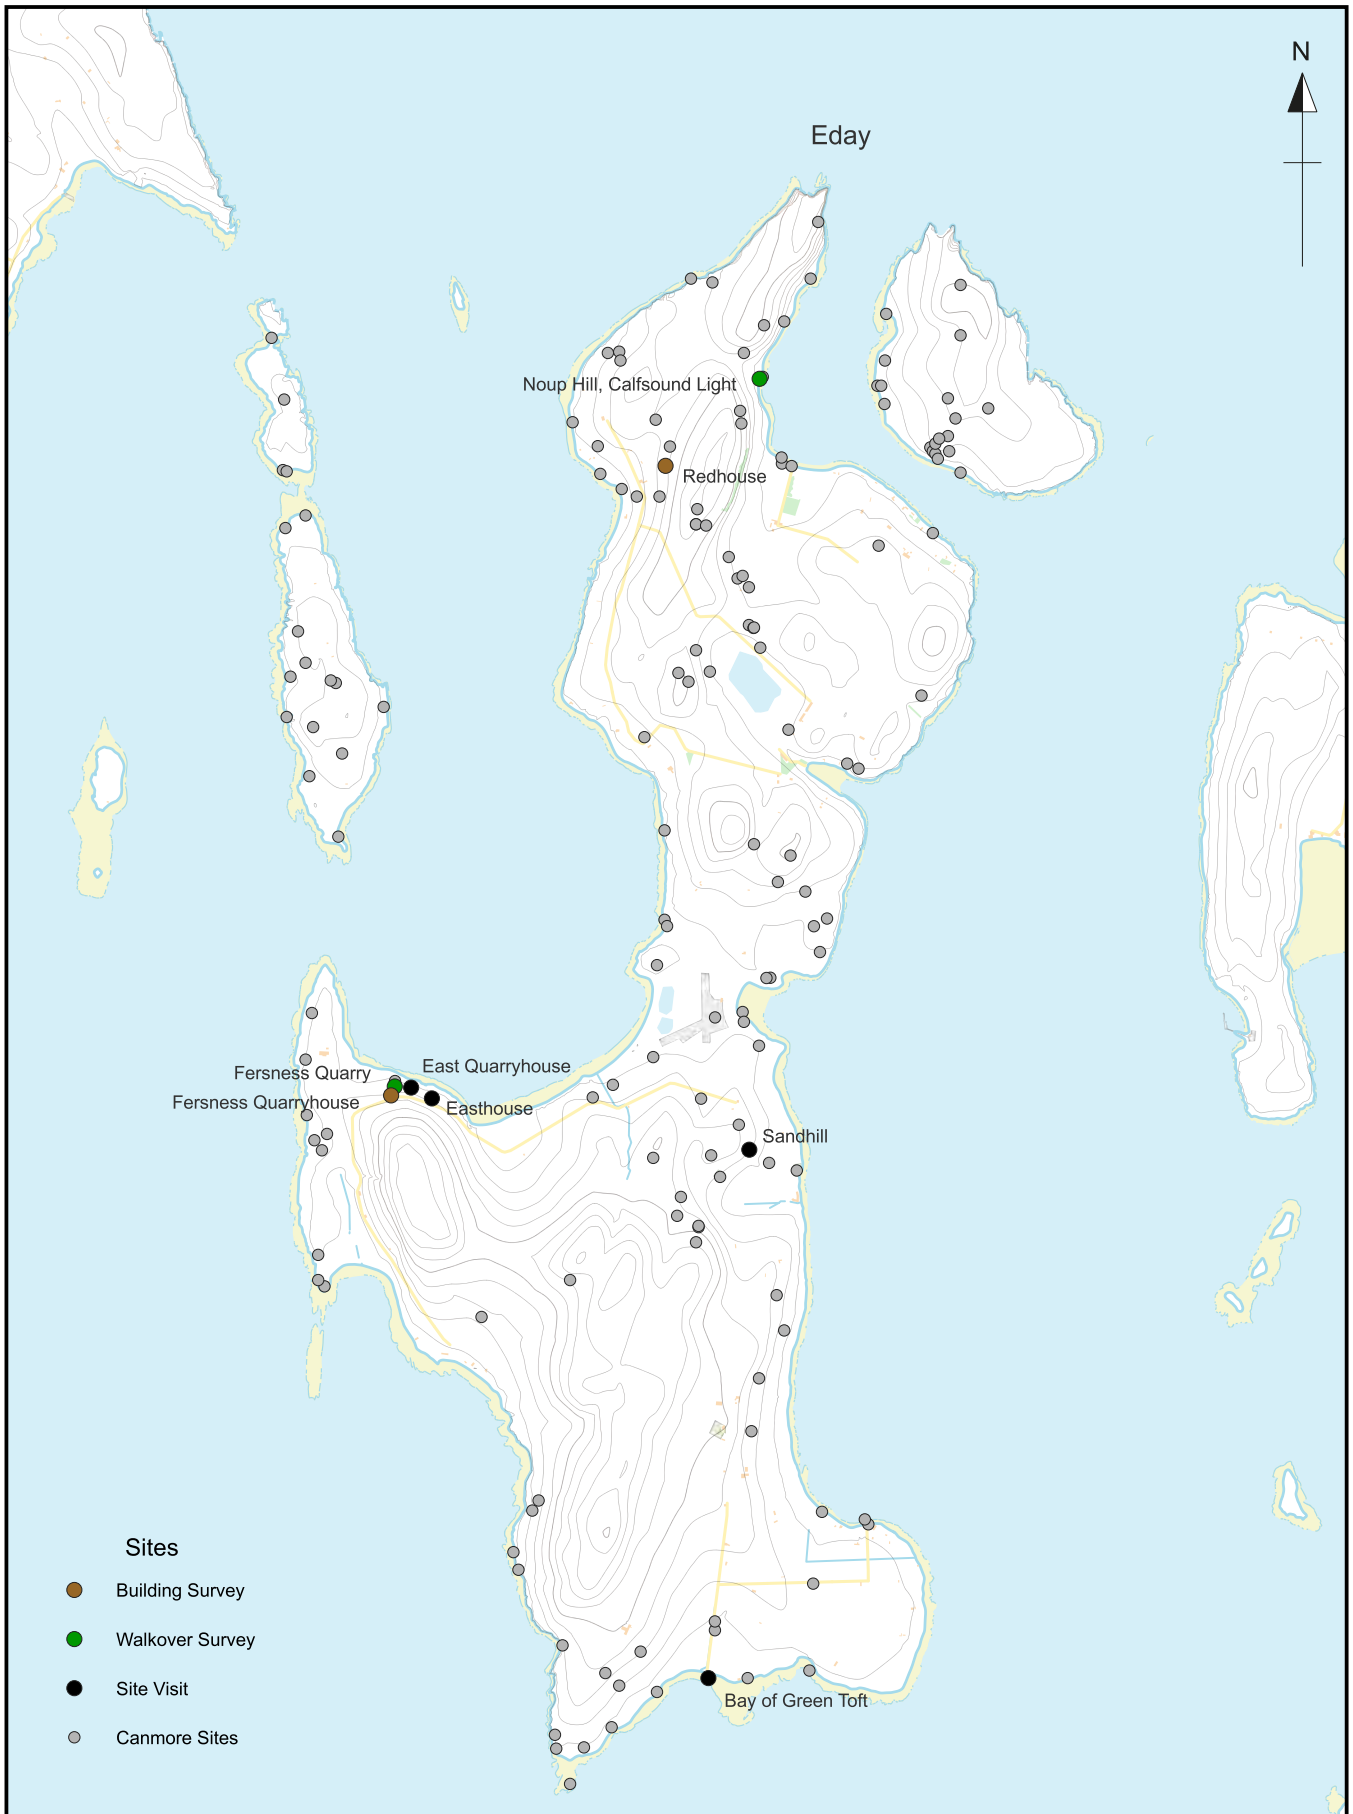 N
Eday
Noup Hill, Calfsound Light
Redhouse
East Quarryhouse
Fersness Quarry
Fersness Quarryhouse
Easthouse
Sandhill
Sites
Building Survey
Walkover Survey
Site Visit
Bay of Green Toft
Canmore Sites